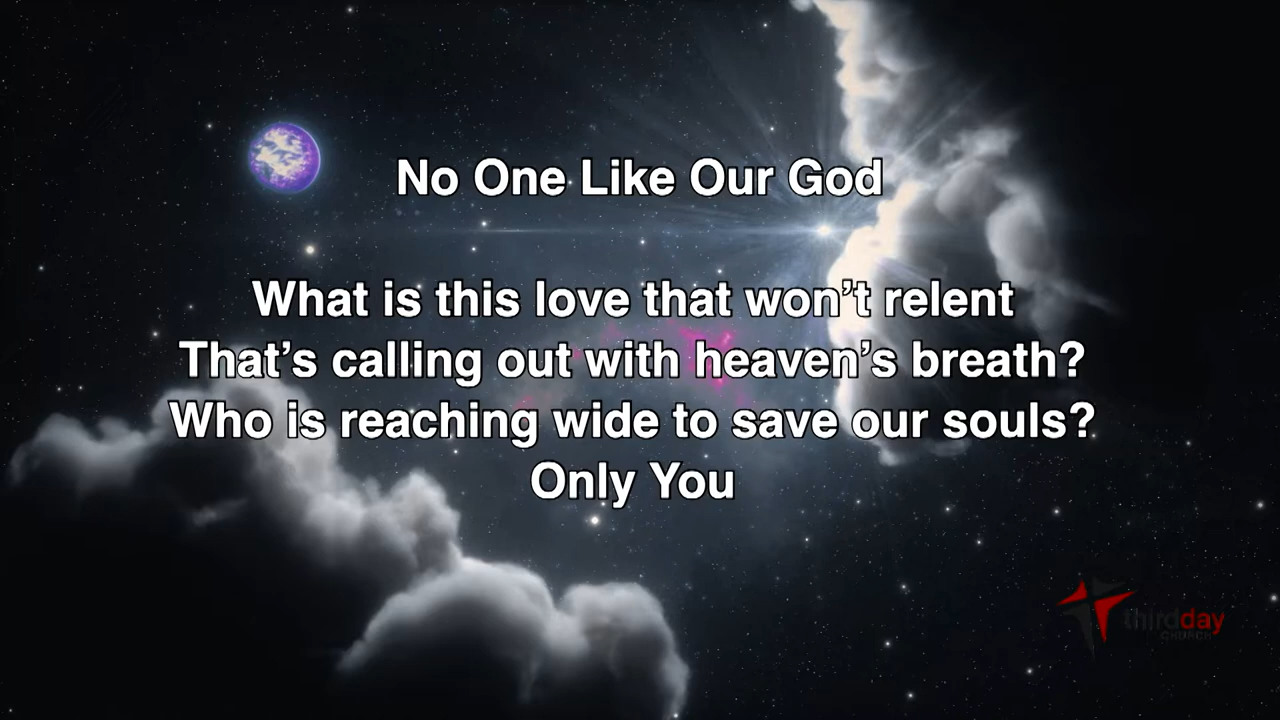 No One Like Our God
What is this love that won’t relent
That’s calling out with heaven’s breath?
Who is reaching wide to save our souls?
Only You
thirdday
CHURCH